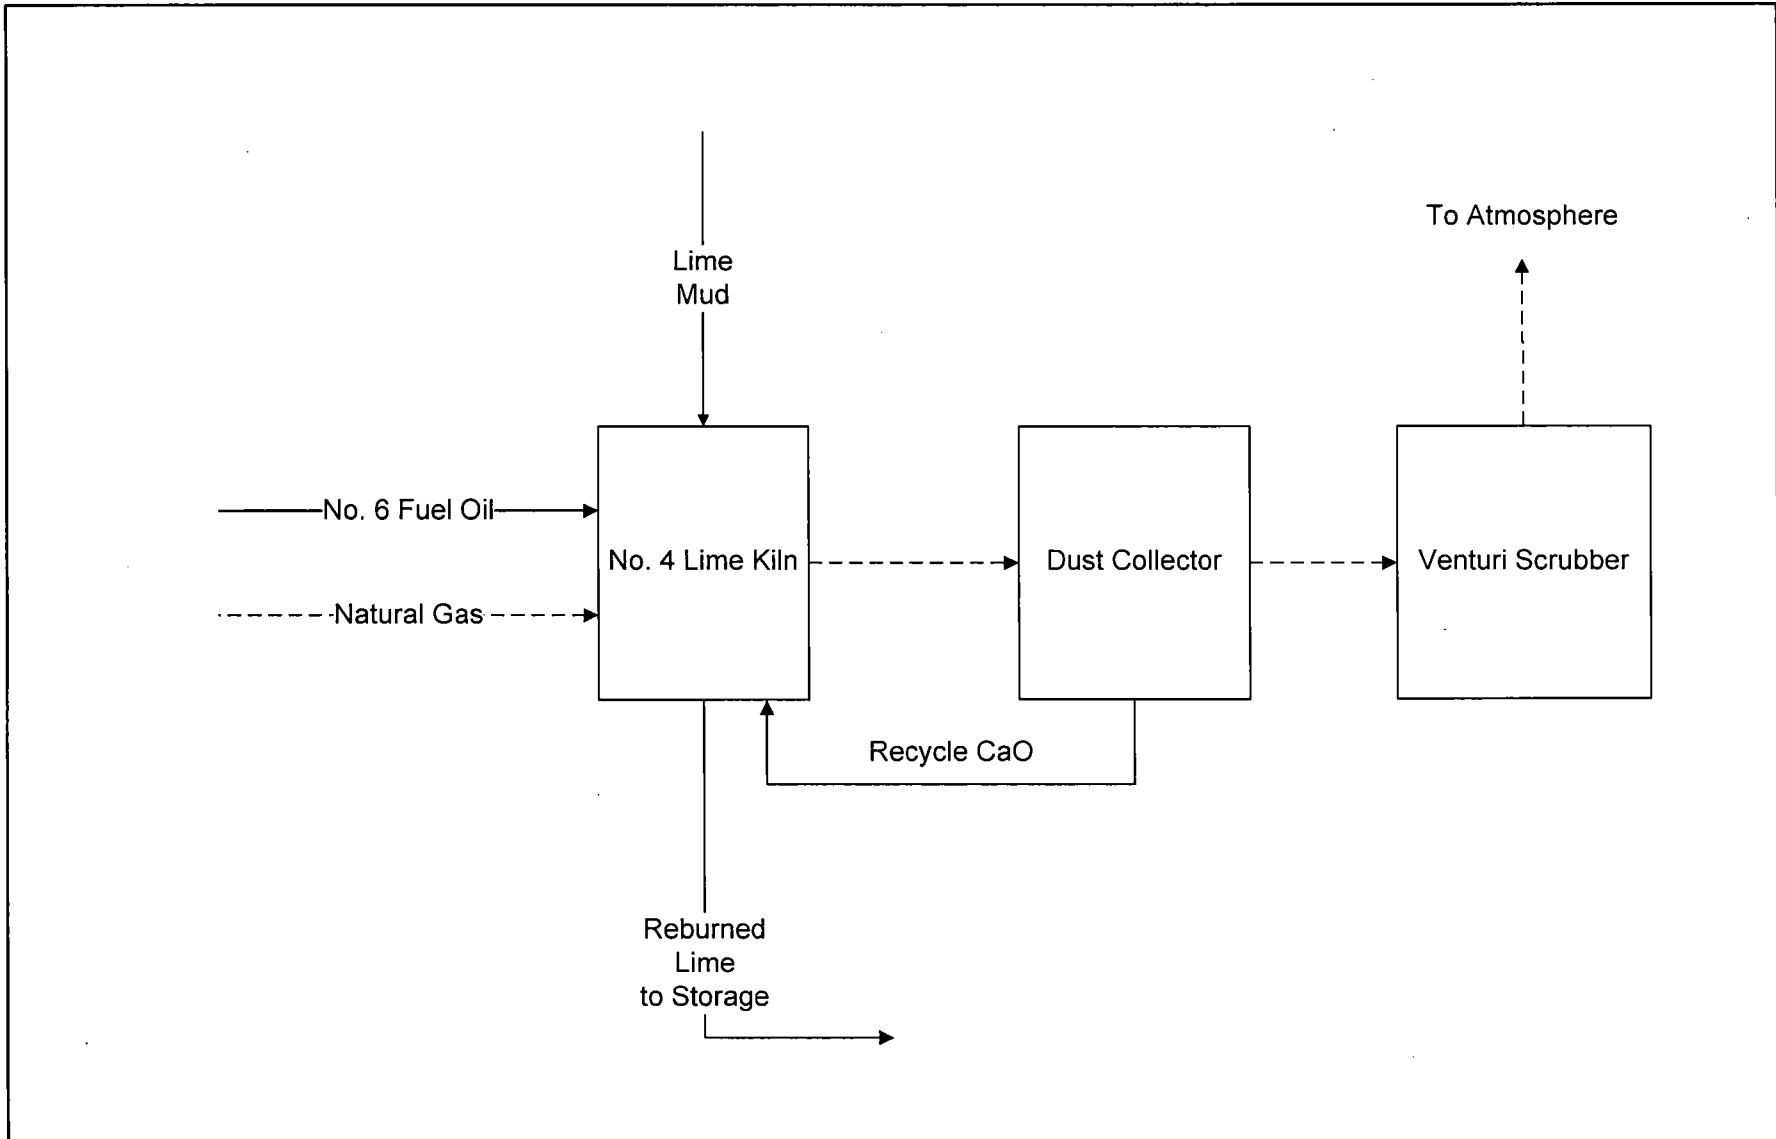 To Atmosphere
Lime
Mud
No. 6 Fuel Oil
No. 4 Lime Kiln
Dust Collector
Venturi Scrubber
Natural Gas
Recycle CaO
Reburned
Lime
to Storage